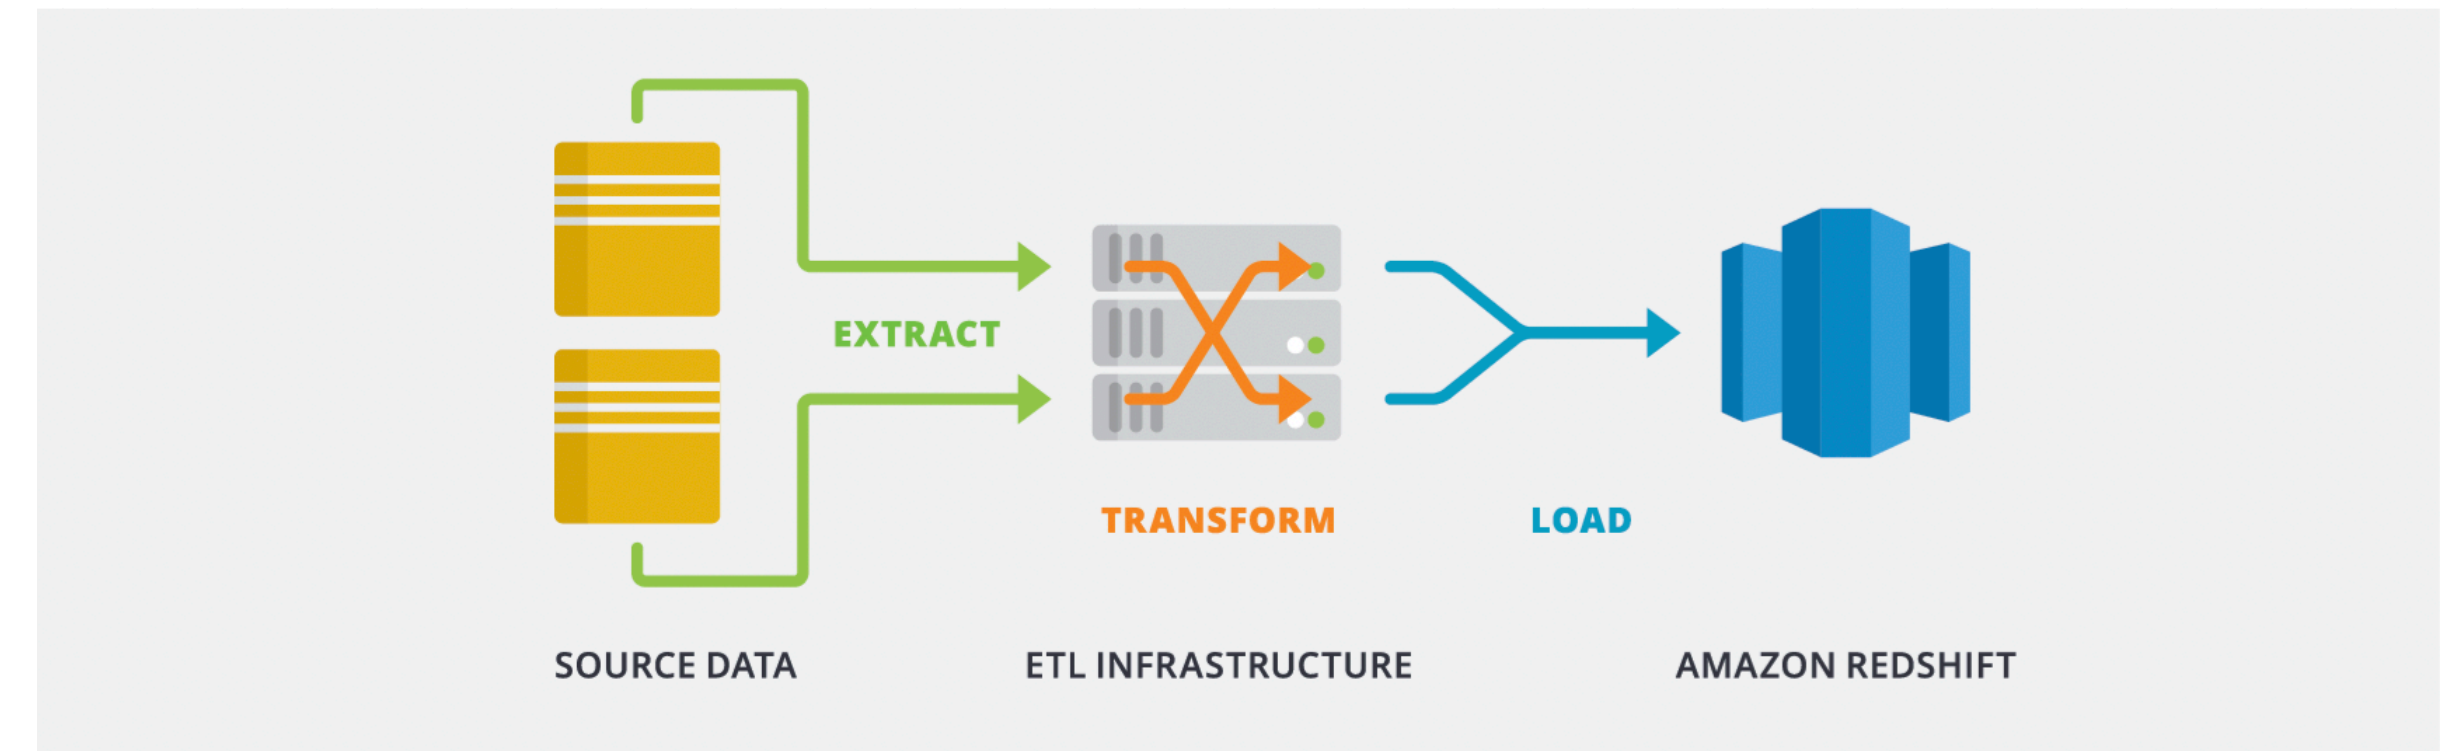 EXTRACT
TRANSFORM
LOAD
SOURCE DATA
ETL INFRASTRUCTURE
AMAZON REDSHIFT